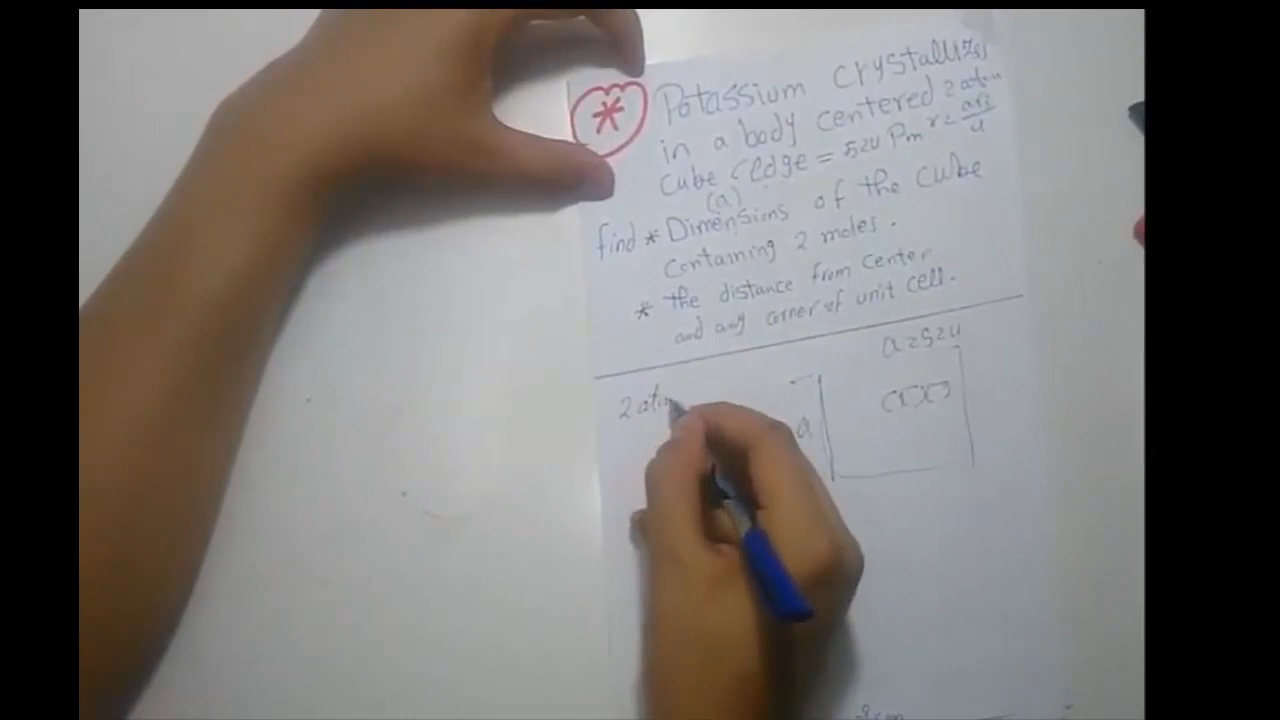 * Potassium crystallizes
in a body centered 2 atom
cube (edge = 524 Pm r = a√3
4
(a)
find * Dimensions of the cube
containing 2 moles.
* the distance from center
and any corner of unit cell.
a = 524
2 atom
a